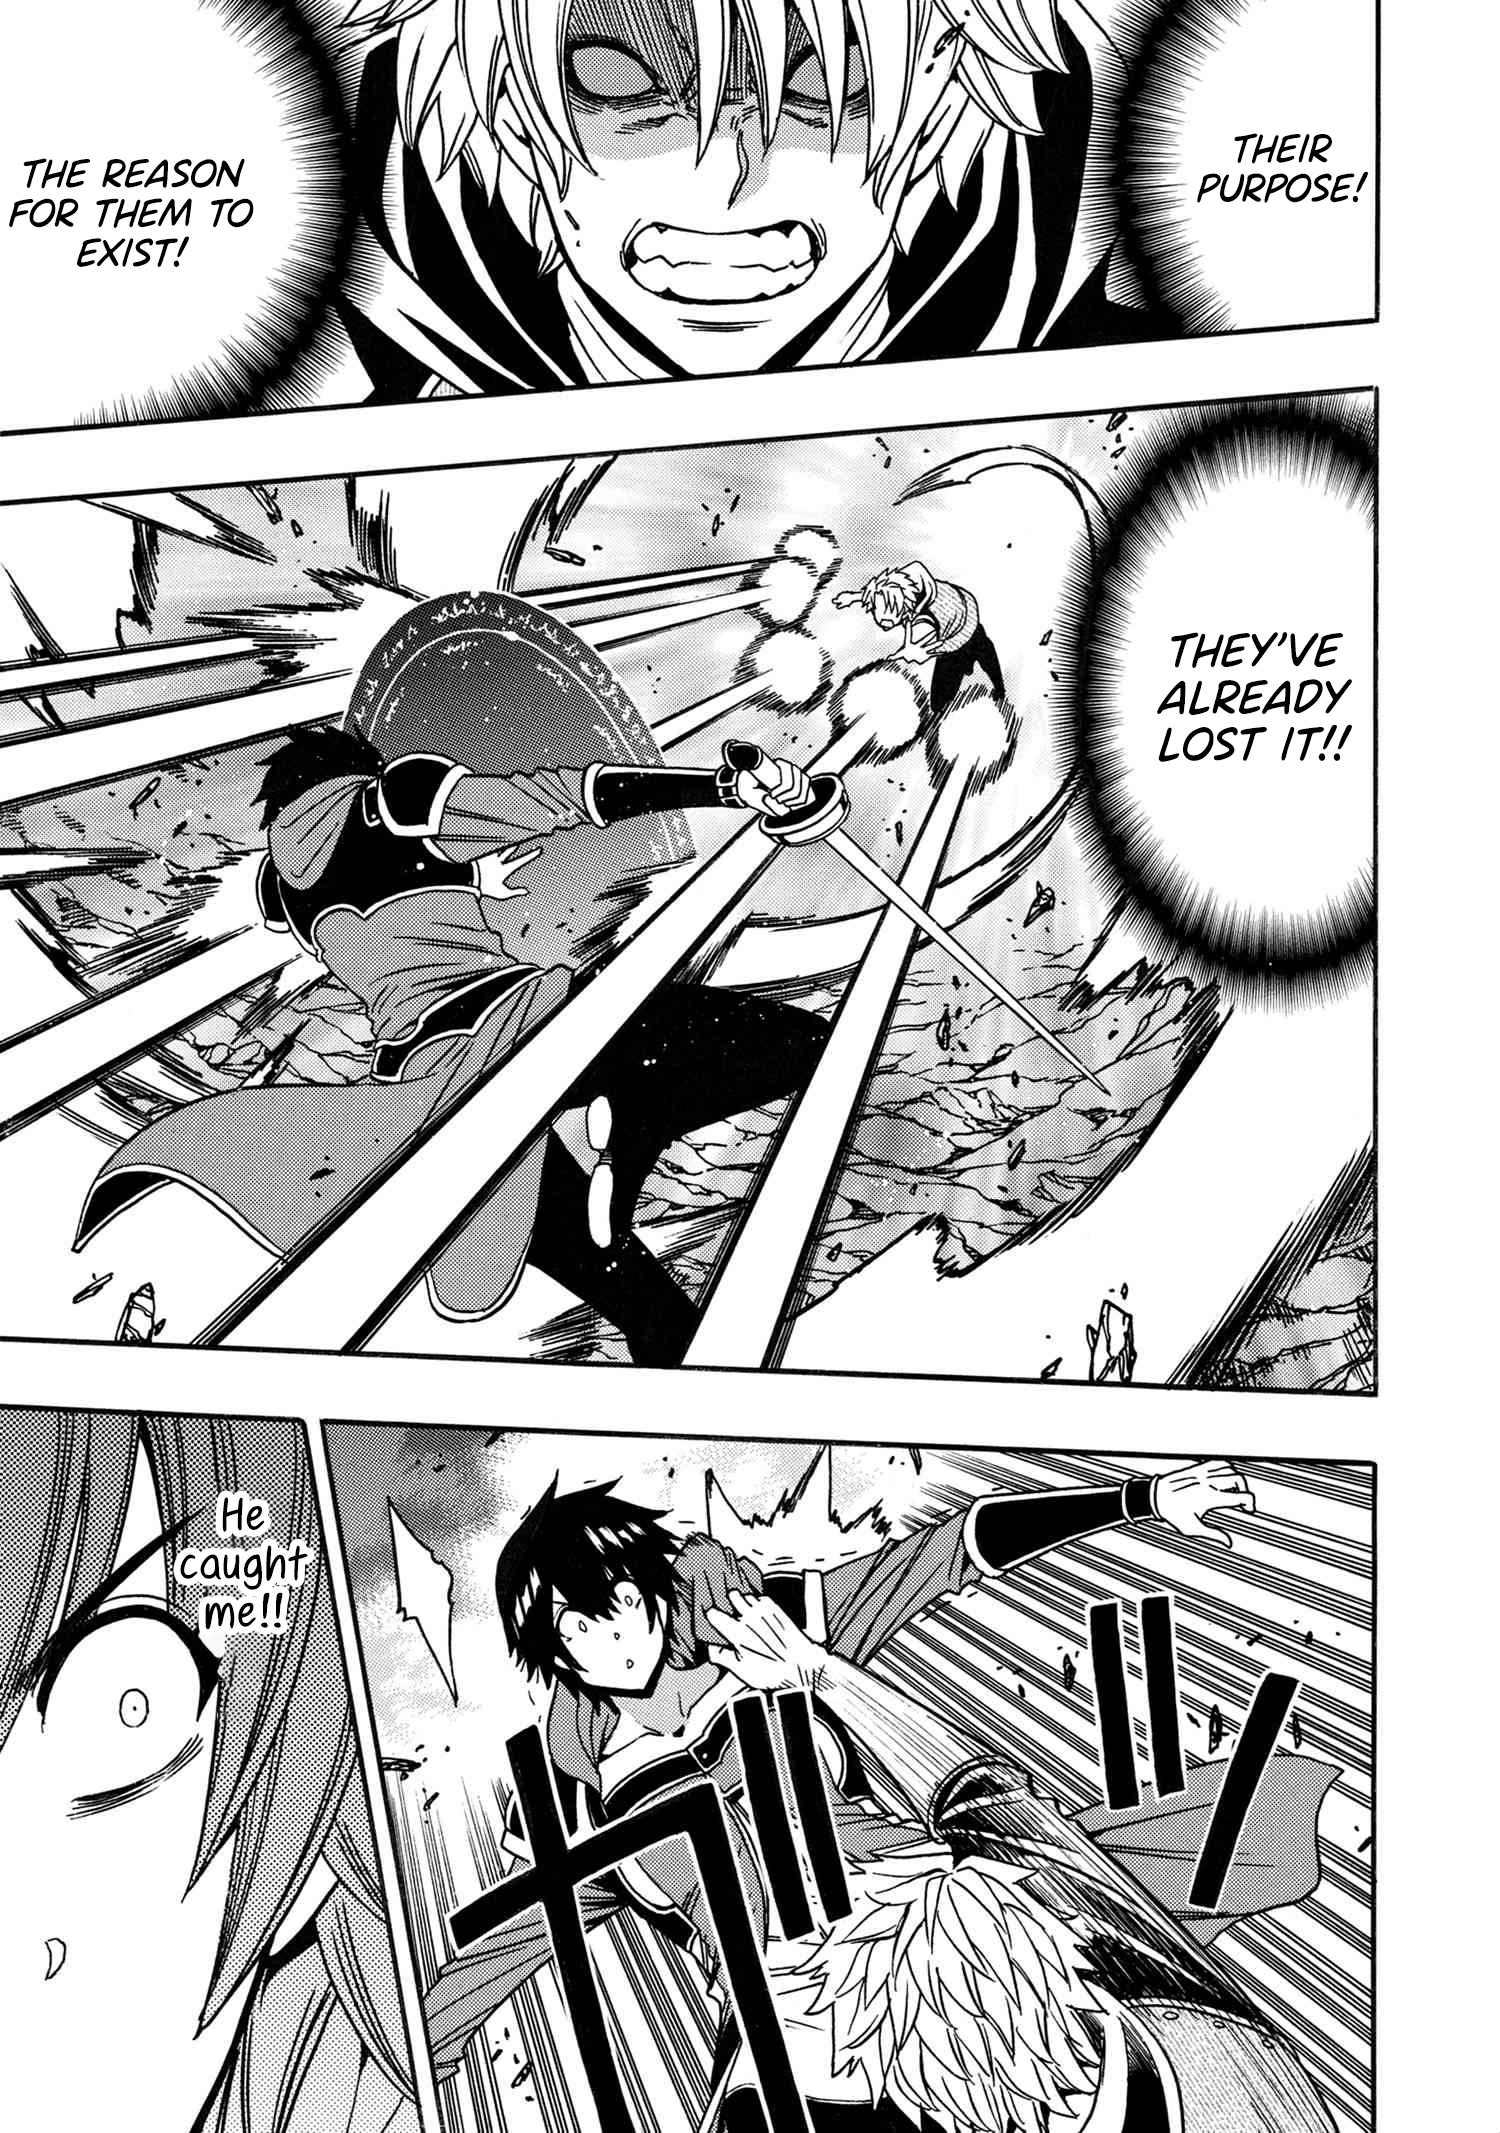 THEIR
PURPOSE!
THE REASON
FOR THEM TO
EXIST!
THEY'VE
ALREADY
LOST IT!!
ガッ
He
caught
me!!